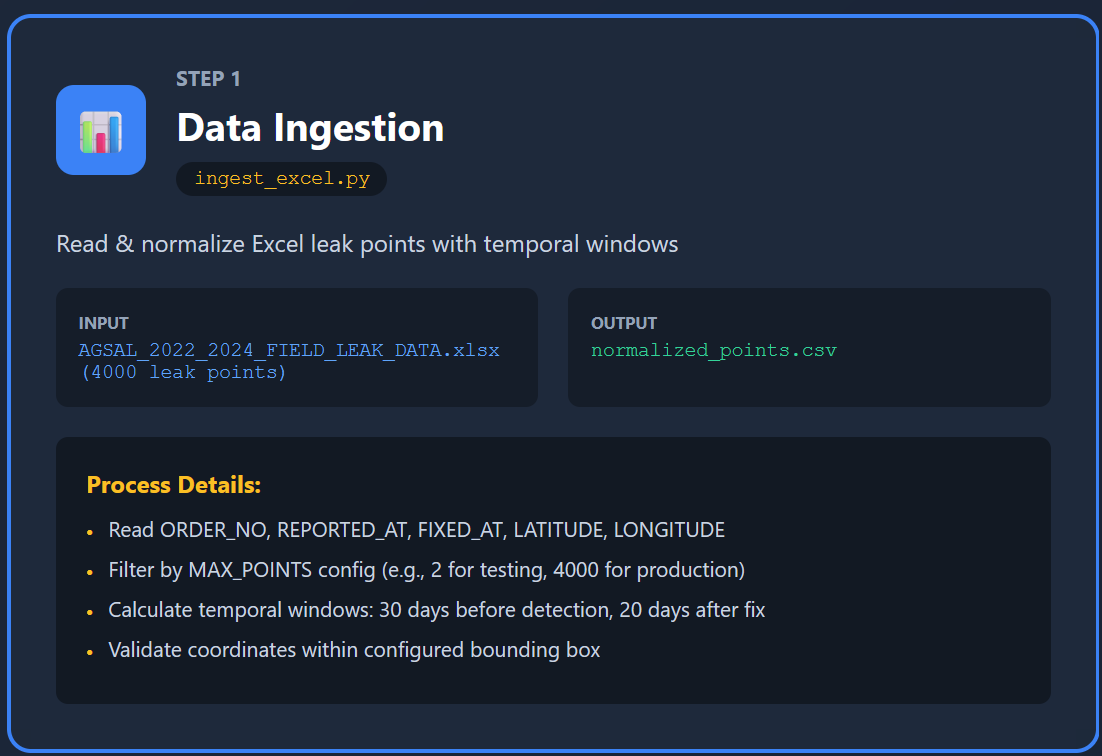 STEP 1
Data Ingestion
ingest_excel.py
Read & normalize Excel leak points with temporal windows
INPUT
AGSAL_2022_2024_FIELD_LEAK_DATA.xlsx
(4000 leak points)
OUTPUT
normalized_points.csv
Process Details:
• Read ORDER_NO, REPORTED_AT, FIXED_AT, LATITUDE, LONGITUDE
• Filter by MAX_POINTS config (e.g., 2 for testing, 4000 for production)
• Calculate temporal windows: 30 days before detection, 20 days after fix
• Validate coordinates within configured bounding box